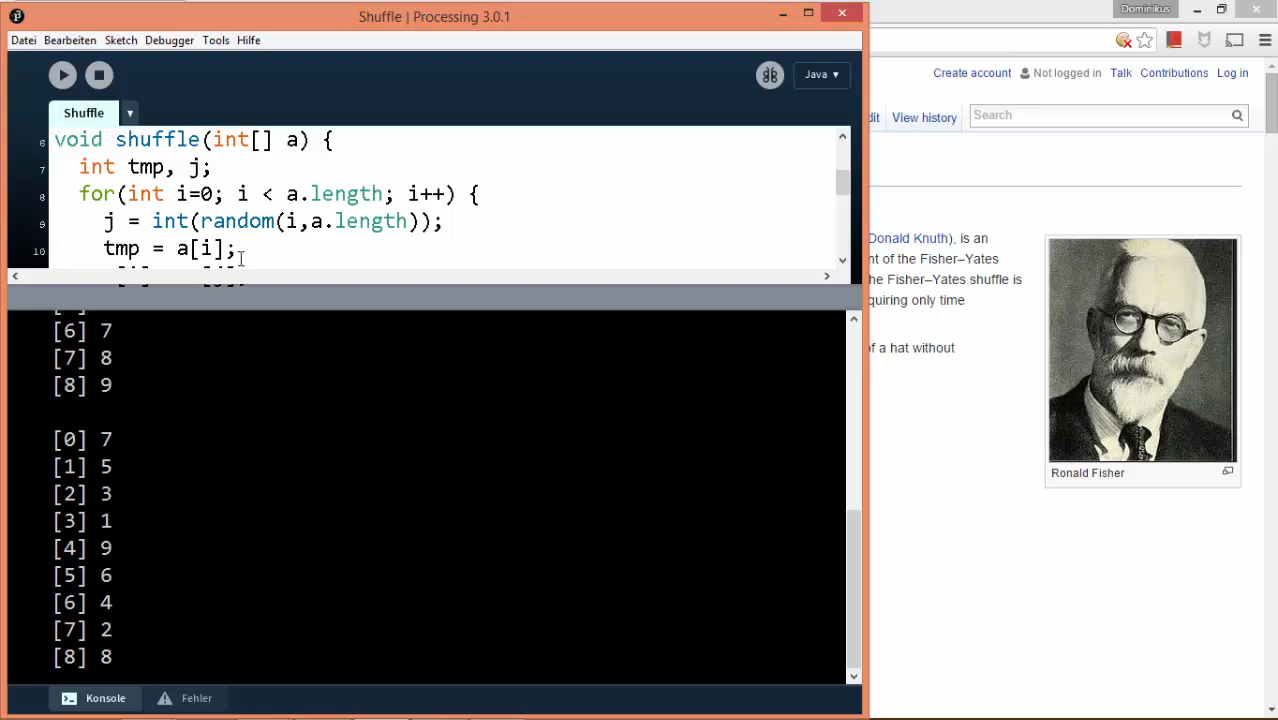 Shuffle | Processing 3.0.1
Dominikus
Datei Bearbeiten Sketch Debugger Tools Hilfe
Java ▾
Shuffle
6 void shuffle(int[] a) {
7 int tmp, j;
8 for(int i=0; i < a.length; i++) {
9 j = int(random(i,a.length));
10 tmp = a[i];
[6] 7
[7] 8
[8] 9
[0] 7
[1] 5
[2] 3
[3] 1
[4] 9
[5] 6
[6] 4
[7] 2
[8] 8
Konsole Fehler
Create account Not logged in Talk Contributions Log in
dit View history Search
Donald Knuth), is an
nt of the Fisher–Yates
he Fisher–Yates shuffle is
quiring only time
of a hat without
Ronald Fisher